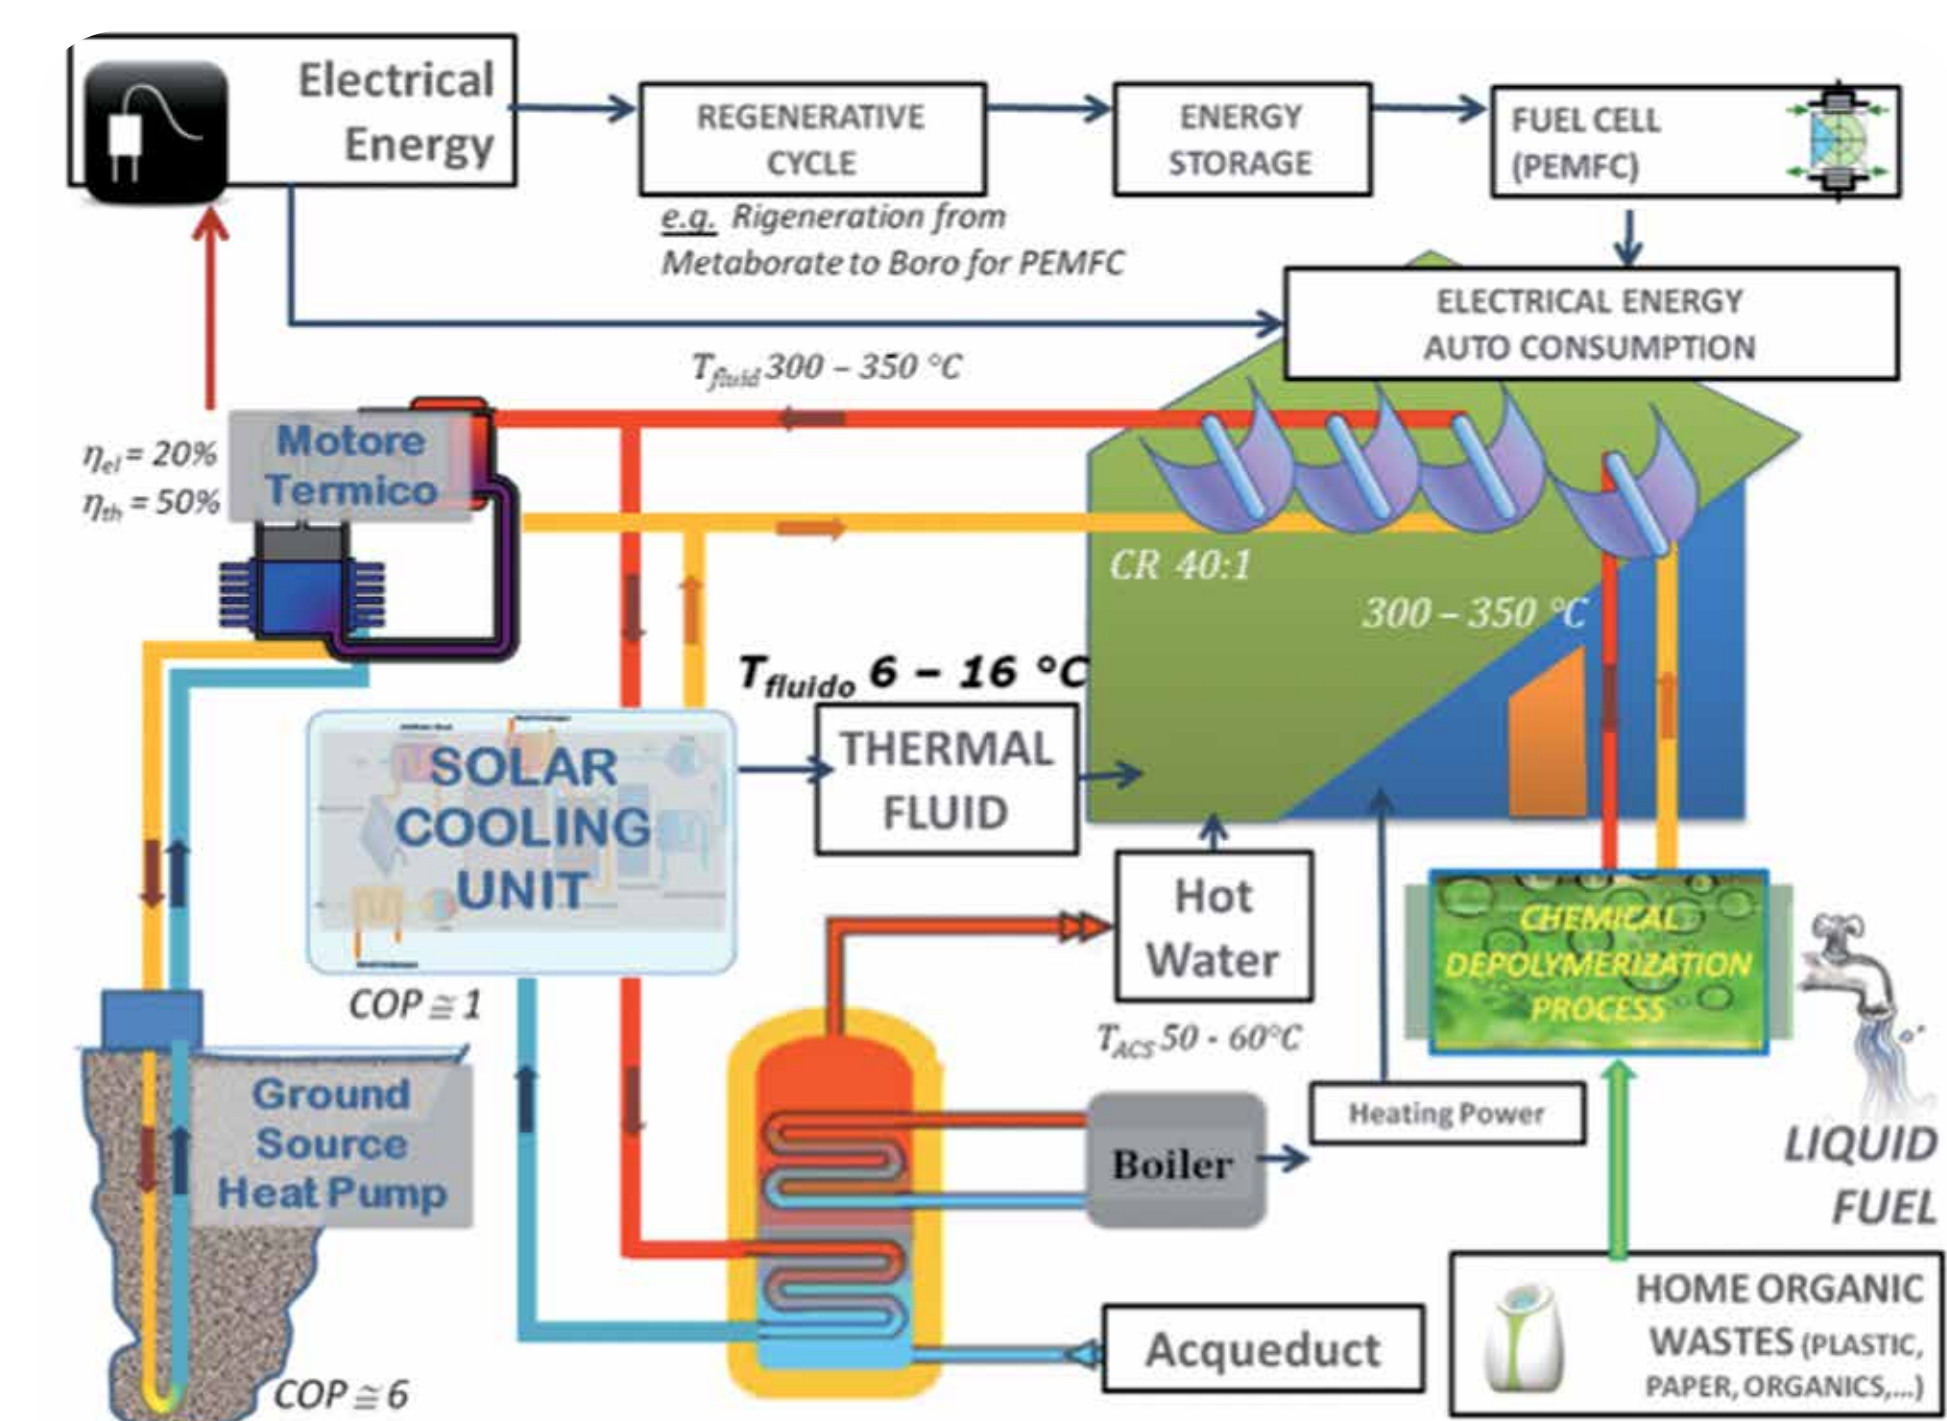 Electrical
Energy
REGENERATIVE
CYCLE
ENERGY
STORAGE
FUEL CELL
(PEMFC)
e.g. Rigeneration from
Metaborate to Boro for PEMFC
ELECTRICAL ENERGY
AUTO CONSUMPTION
Tfluid 300 – 350 °C
Motore
Termico
ηel = 20%
ηth = 50%
CR 40:1
300 – 350 °C
Tfluido 6 – 16 °C
THERMAL
FLUID
SOLAR
COOLING
UNIT
COP ≅ 1
Hot
Water
TACS 50 - 60°C
CHEMICAL
DEPOLYMERIZATION
PROCESS
Ground
Source
Heat Pump
COP ≅ 6
Boiler
Heating Power
LIQUID
FUEL
Acqueduct
HOME ORGANIC
WASTES (PLASTIC,
PAPER, ORGANICS,...)